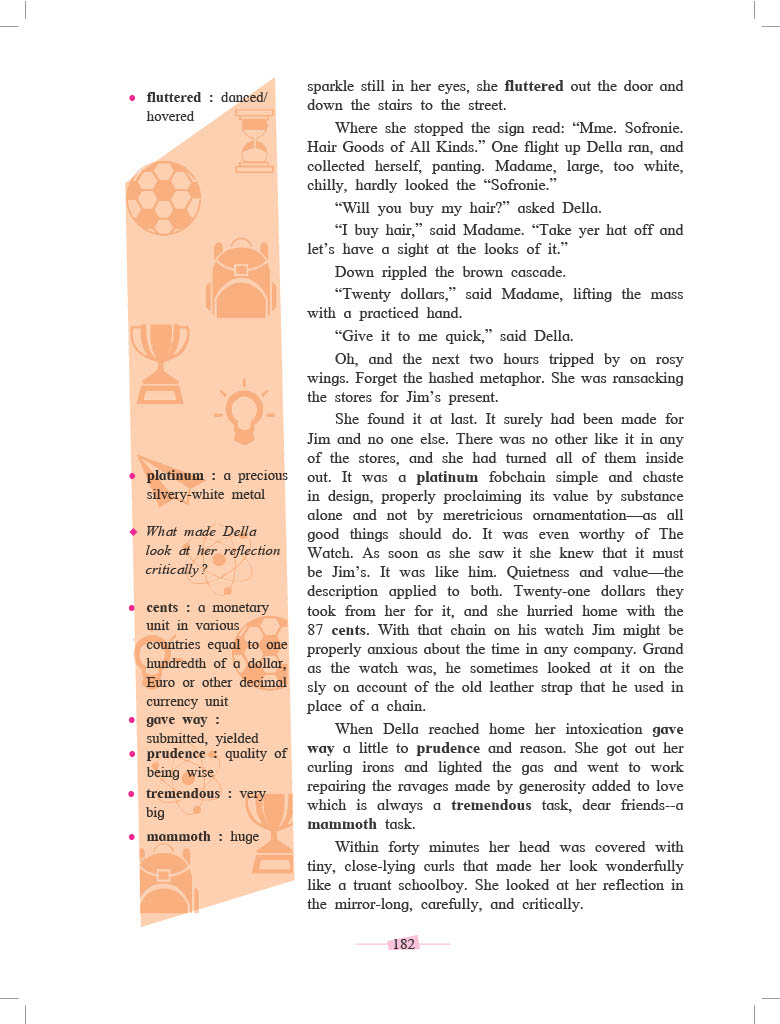 • fluttered : danced/
hovered
• platinum : a precious
silvery-white metal
◆ What made Della
look at her reflection
critically?
• cents : a monetary
unit in various
countries equal to one
hundredth of a dollar,
Euro or other decimal
currency unit
• gave way :
submitted, yielded
• prudence : quality of
being wise
• tremendous : very
big
• mammoth : huge
sparkle still in her eyes, she fluttered out the door and
down the stairs to the street.
Where she stopped the sign read: “Mme. Sofronie.
Hair Goods of All Kinds.” One flight up Della ran, and
collected herself, panting. Madame, large, too white,
chilly, hardly looked the “Sofronie.”
“Will you buy my hair?” asked Della.
“I buy hair,” said Madame. “Take yer hat off and
let’s have a sight at the looks of it.”
Down rippled the brown cascade.
“Twenty dollars,” said Madame, lifting the mass
with a practiced hand.
“Give it to me quick,” said Della.
Oh, and the next two hours tripped by on rosy
wings. Forget the hashed metaphor. She was ransacking
the stores for Jim’s present.
She found it at last. It surely had been made for
Jim and no one else. There was no other like it in any
of the stores, and she had turned all of them inside
out. It was a platinum fobchain simple and chaste
in design, properly proclaiming its value by substance
alone and not by meretricious ornamentation—as all
good things should do. It was even worthy of The
Watch. As soon as she saw it she knew that it must
be Jim’s. It was like him. Quietness and value—the
description applied to both. Twenty-one dollars they
took from her for it, and she hurried home with the
87 cents. With that chain on his watch Jim might be
properly anxious about the time in any company. Grand
as the watch was, he sometimes looked at it on the
sly on account of the old leather strap that he used in
place of a chain.
When Della reached home her intoxication gave
way a little to prudence and reason. She got out her
curling irons and lighted the gas and went to work
repairing the ravages made by generosity added to love
which is always a tremendous task, dear friends--a
mammoth task.
Within forty minutes her head was covered with
tiny, close-lying curls that made her look wonderfully
like a truant schoolboy. She looked at her reflection in
the mirror-long, carefully, and critically.
182